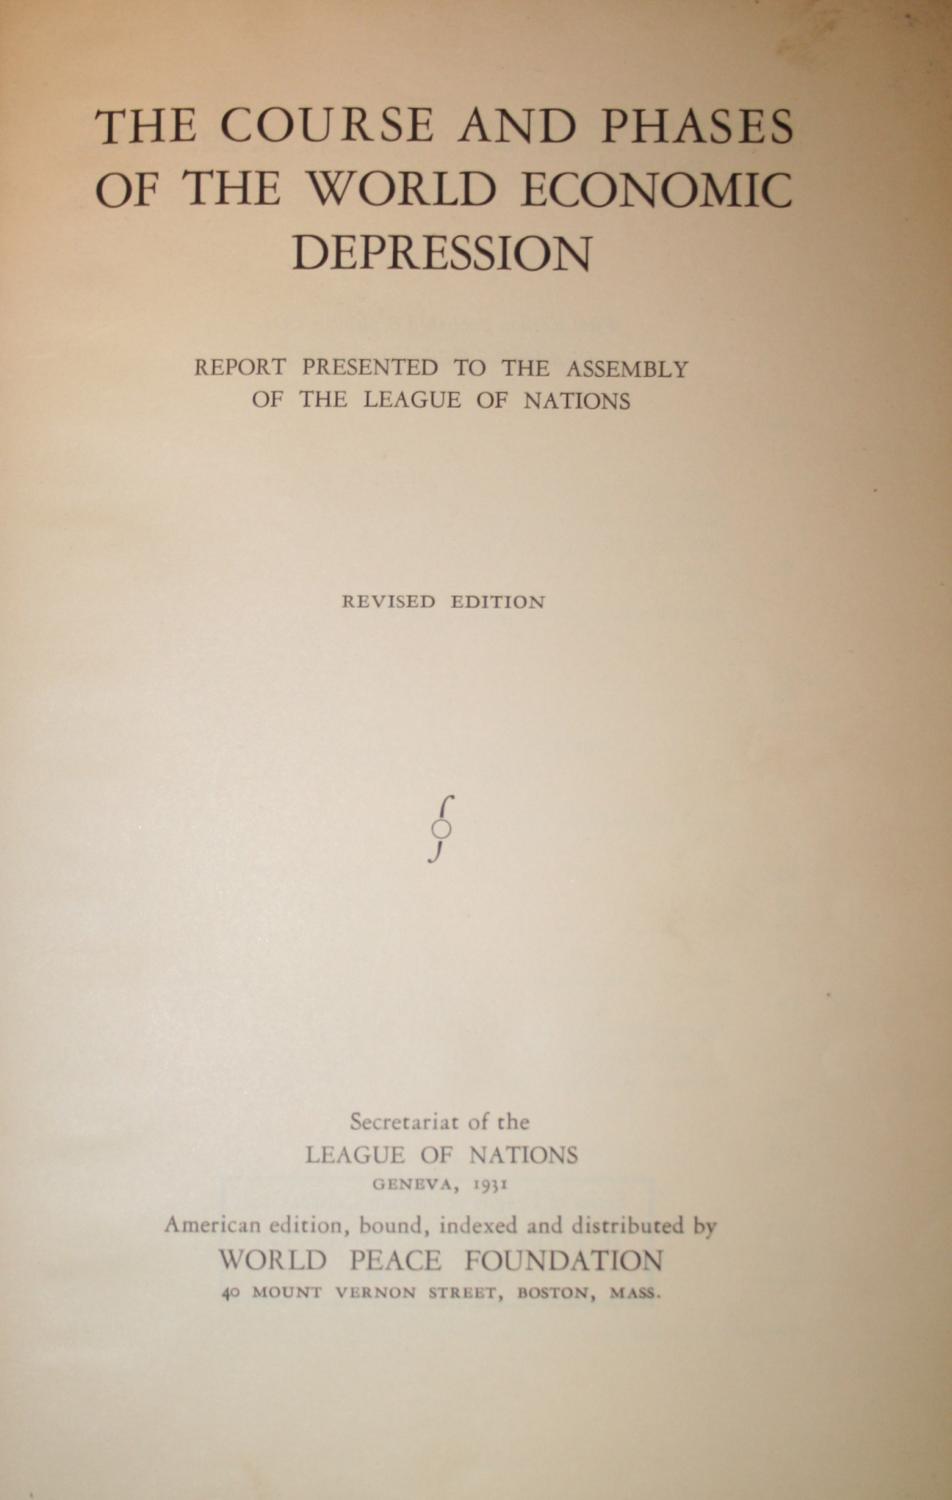 THE COURSE AND PHASES
OF THE WORLD ECONOMIC
DEPRESSION
REPORT PRESENTED TO THE ASSEMBLY
OF THE LEAGUE OF NATIONS
REVISED EDITION
Secretariat of the
LEAGUE OF NATIONS
GENEVA, 1931
American edition, bound, indexed and distributed by
WORLD PEACE FOUNDATION
40 MOUNT VERNON STREET, BOSTON, MASS.